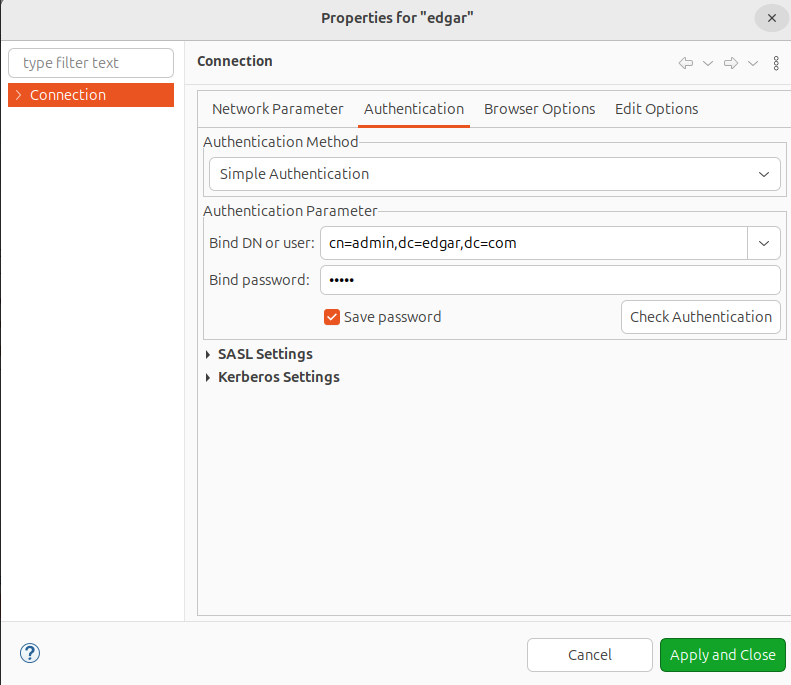 Properties for "edgar"
type filter text
Connection
Connection
Network Parameter Authentication Browser Options Edit Options
Authentication Method
Simple Authentication
Authentication Parameter
Bind DN or user: cn=admin,dc=edgar,dc=com
Bind password: •••••
Save password Check Authentication
SASL Settings
Kerberos Settings
? Cancel Apply and Close